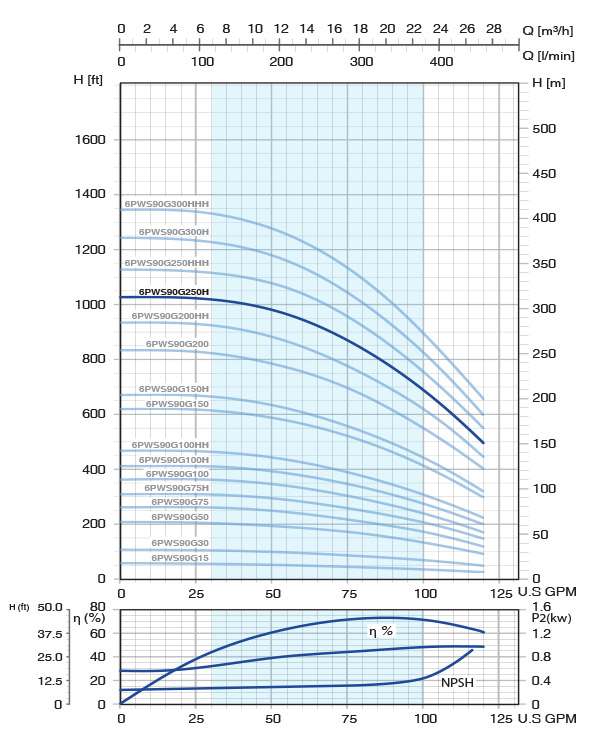 0 2 4 6 8 10 12 14 16 18 20 22 24 26 28 Q [m³/h]
0 100 200 300 400 Q [l/min]
H [ft] H [m]
1600
1400
1200
1000
800
600
400
200
0
500
450
400
350
300
250
200
150
100
50
0
6PWS90G300HHH
6PWS90G300H
6PWS90G250HHH
6PWS90G250H
6PWS90G200HH
6PWS90G200
6PWS90G150H
6PWS90G150
6PWS90G100HH
6PWS90G100H
6PWS90G100
6PWS90G75H
6PWS90G75
6PWS90G50
6PWS90G30
6PWS90G15
0 25 50 75 100 125 U.S GPM
H (ft) 50.0 80 1.6
η (%) P2(kw)
37.5 60 1.2
25.0 40 0.8
12.5 20 0.4
0 0 0
η %
NPSH
0 25 50 75 100 125 U.S GPM